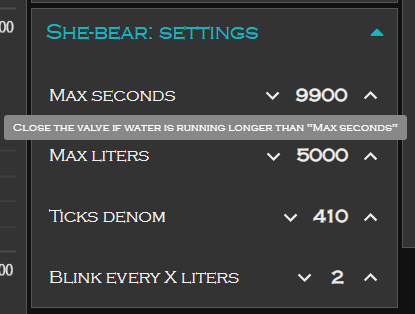 00
She-bear: settings
Max seconds 9900
Close the valve if water is running longer than "Max seconds"
Max liters 5000
Ticks denom 410
00
Blink every X liters 2